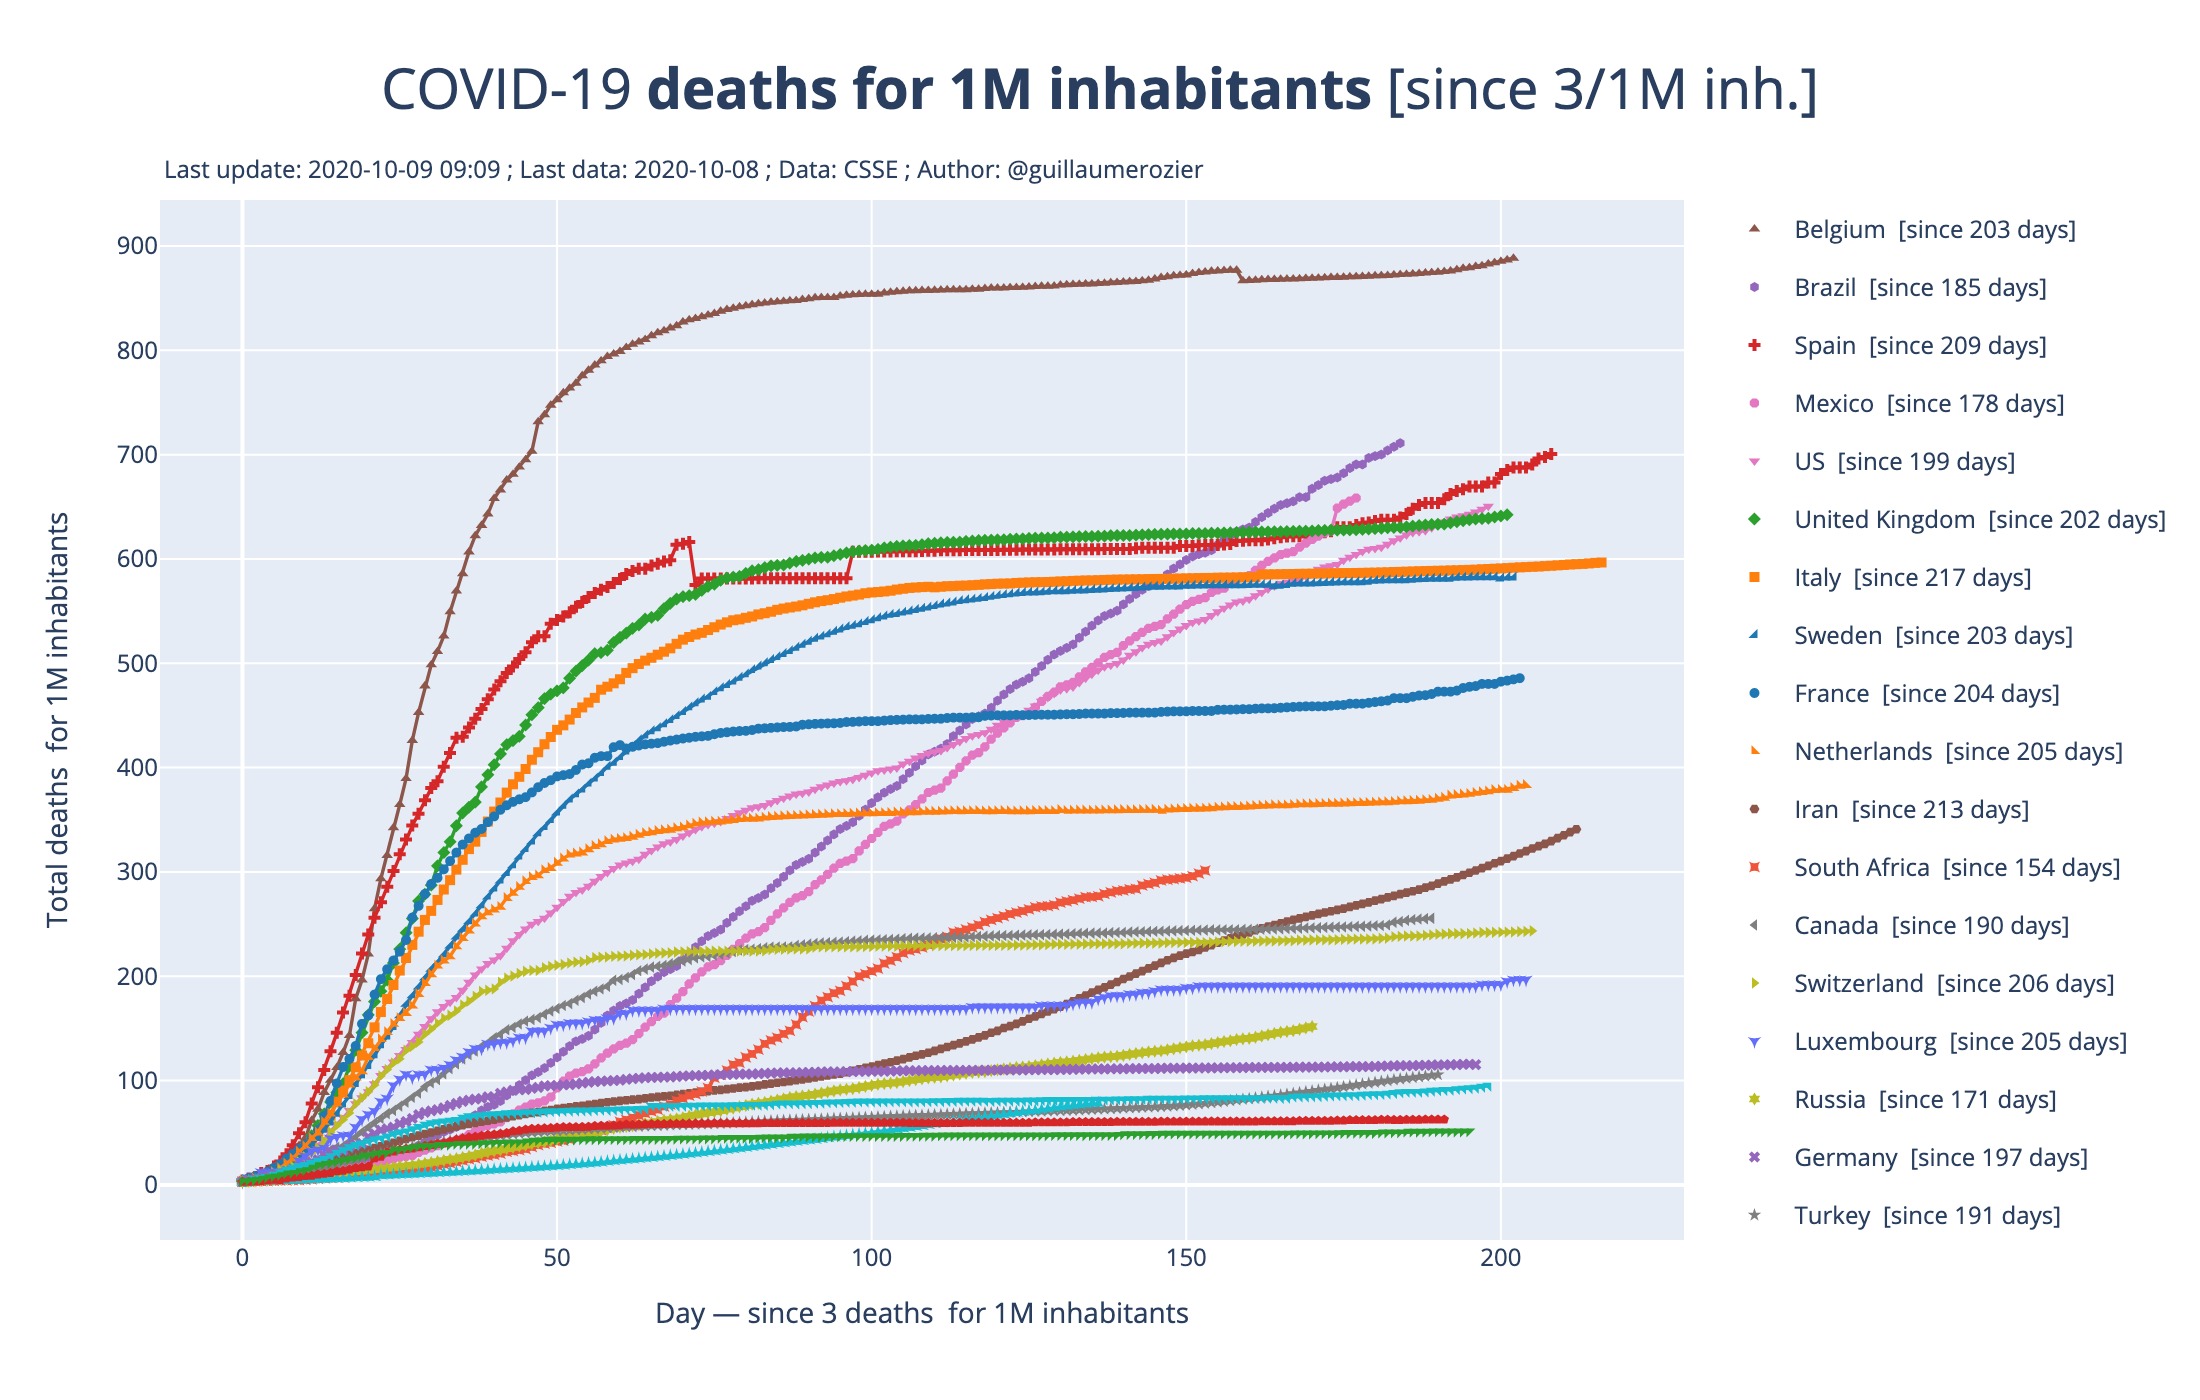 COVID-19 deaths for 1M inhabitants [since 3/1M inh.]
Last update: 2020-10-09 09:09 ; Last data: 2020-10-08 ; Data: CSSE ; Author: @guillaumerozier
Total deaths  for 1M inhabitants
900
800
700
600
500
400
300
200
100
0
0 50 100 150 200
Day — since 3 deaths  for 1M inhabitants
Belgium  [since 203 days]
Brazil  [since 185 days]
Spain  [since 209 days]
Mexico  [since 178 days]
US  [since 199 days]
United Kingdom  [since 202 days]
Italy  [since 217 days]
Sweden  [since 203 days]
France  [since 204 days]
Netherlands  [since 205 days]
Iran  [since 213 days]
South Africa  [since 154 days]
Canada  [since 190 days]
Switzerland  [since 206 days]
Luxembourg  [since 205 days]
Russia  [since 171 days]
Germany  [since 197 days]
Turkey  [since 191 days]